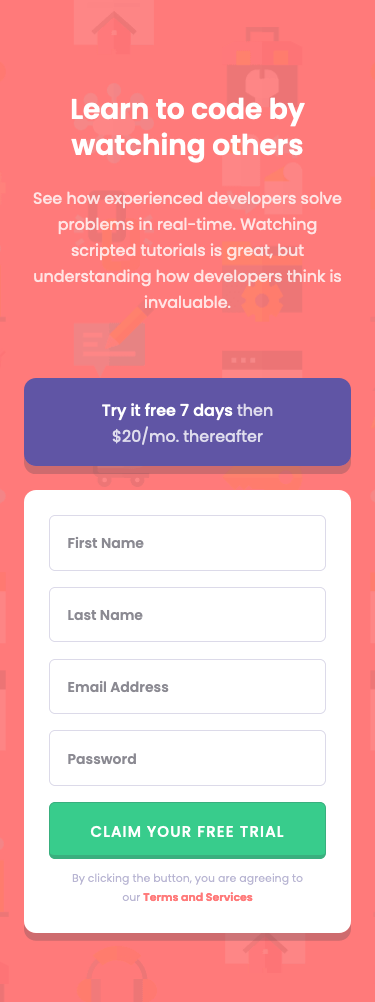 Learn to code by
watching others
See how experienced developers solve
problems in real-time. Watching
scripted tutorials is great, but
understanding how developers think is
invaluable.
Try it free 7 days then
$20/mo. thereafter
First Name
Last Name
Email Address
Password
CLAIM YOUR FREE TRIAL
By clicking the button, you are agreeing to
our Terms and Services